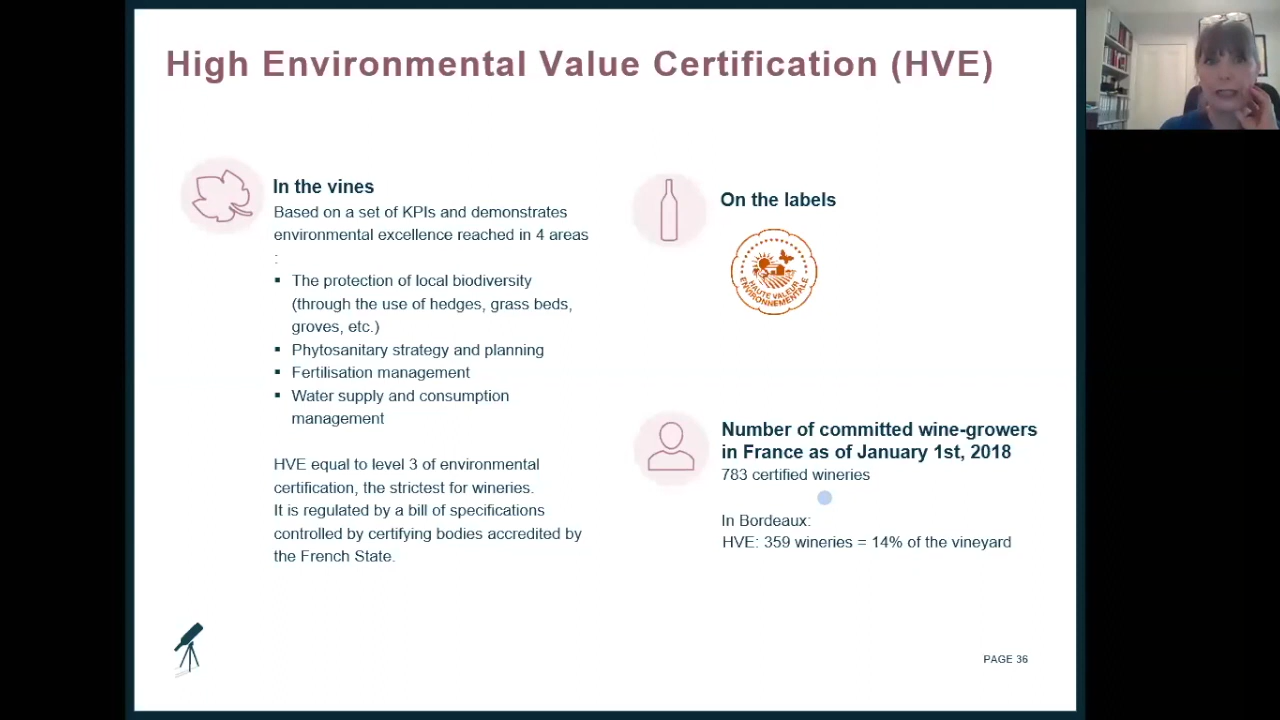 High Environmental Value Certification (HVE)
In the vines
Based on a set of KPIs and demonstrates
environmental excellence reached in 4 areas
:
▪ The protection of local biodiversity
(through the use of hedges, grass beds,
groves, etc.)
▪ Phytosanitary strategy and planning
▪ Fertilisation management
▪ Water supply and consumption
management
HVE equal to level 3 of environmental
certification, the strictest for wineries.
It is regulated by a bill of specifications
controlled by certifying bodies accredited by
the French State.
On the labels
HAUTE VALEUR
ENVIRONNEMENTALE
Number of committed wine-growers
in France as of January 1st, 2018
783 certified wineries
In Bordeaux:
HVE: 359 wineries = 14% of the vineyard
PAGE 36